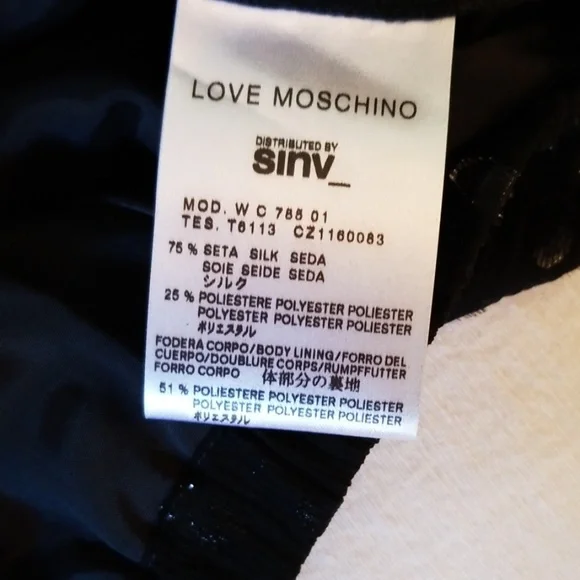 LOVE MOSCHINO
DISTRIBUTED BY
sinv_
MOD. W C 785 01
TES. T6113 CZ1160083
75 % SETA SILK SEDA
SOIE SEIDE SEDA
シルク
25 % POLIESTERE POLYESTER POLIESTER
POLYESTER POLYESTER POLIESTER
ポリエステル
FODERA CORPO/BODY LINING/FORRO DEL
CUERPO/DOUBLURE CORPS/RUMPFFUTTER
FORRO CORPO 体部分の裏地
51 % POLIESTERE POLYESTER POLIESTER
POLYESTER POLYESTER POLIESTER
ポリエステル